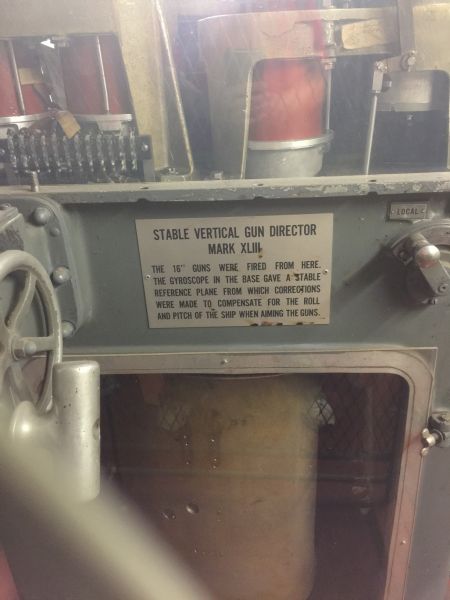 LOCAL
STABLE VERTICAL GUN DIRECTOR
MARK XLIII
THE 16" GUNS WERE FIRED FROM HERE.
THE GYROSCOPE IN THE BASE GAVE A STABLE
REFERENCE PLANE FROM WHICH CORRECTIONS
WERE MADE TO COMPENSATE FOR THE ROLL
AND PITCH OF THE SHIP WHEN AIMING THE GUNS.